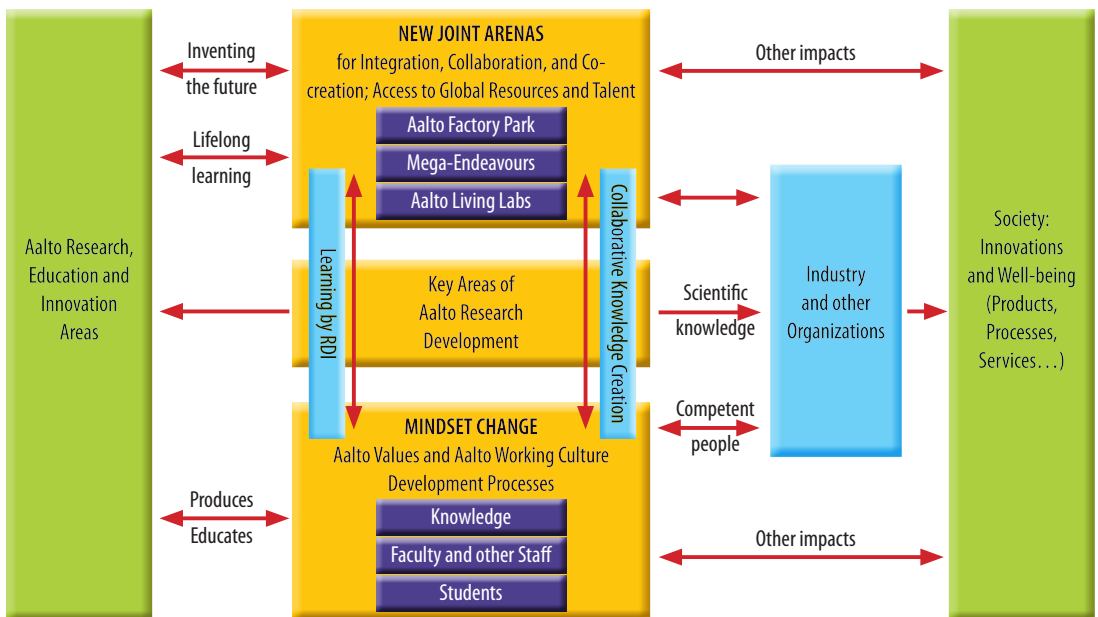 Aalto Research,
Education and
Innovation
Areas
Inventing
the future
Lifelong
learning
Produces
Educates
NEW JOINT ARENAS
for Integration, Collaboration, and Co-
creation; Access to Global Resources and Talent
Aalto Factory Park
Mega-Endeavours
Aalto Living Labs
Learning by RDI
Collaborative Knowledge Creation
Key Areas of
Aalto Research
Development
MINDSET CHANGE
Aalto Values and Aalto Working Culture
Development Processes
Knowledge
Faculty and other Staff
Students
Other impacts
Scientific
knowledge
Competent
people
Other impacts
Industry
and other
Organizations
Society:
Innovations
and Well-being
(Products,
Processes,
Services…)